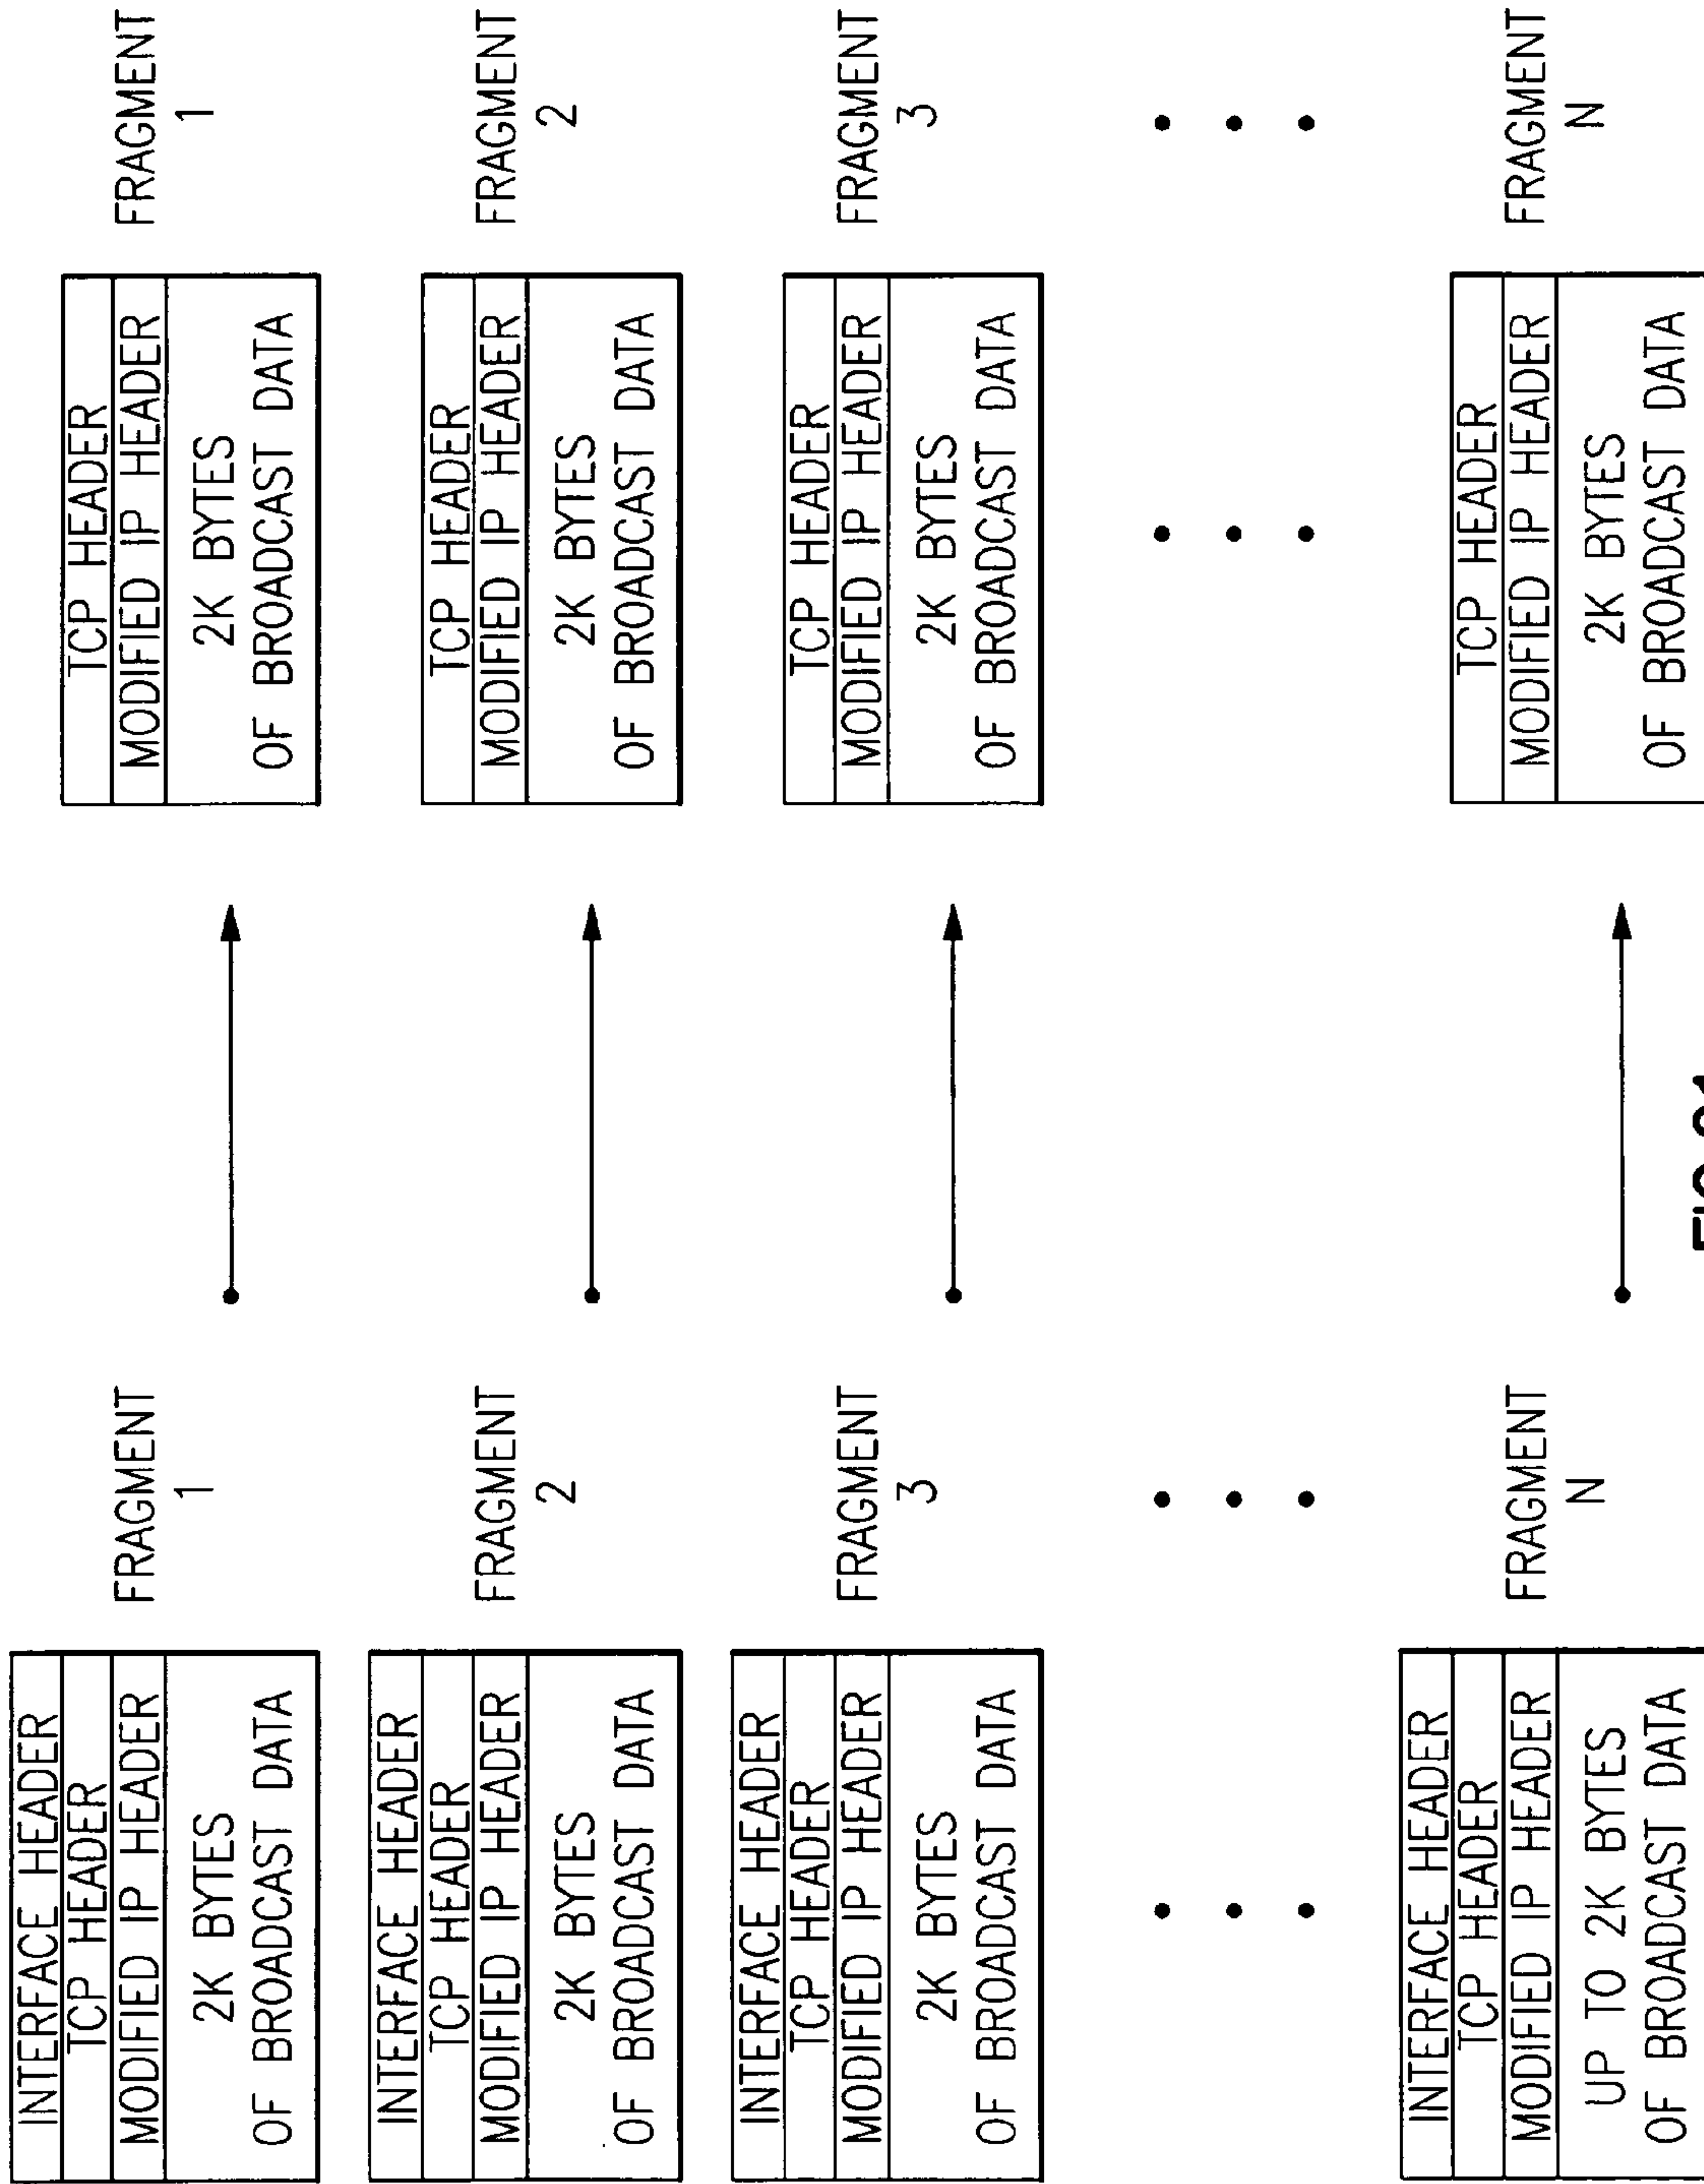 INTERFACE HEADER
TCP HEADER
MODIFIED IP HEADER
2K BYTES
OF BROADCAST DATA
FRAGMENT
1
TCP HEADER
MODIFIED IP HEADER
2K BYTES
OF BROADCAST DATA
FRAGMENT
1
INTERFACE HEADER
TCP HEADER
MODIFIED IP HEADER
2K BYTES
OF BROADCAST DATA
FRAGMENT
2
TCP HEADER
MODIFIED IP HEADER
2K BYTES
OF BROADCAST DATA
FRAGMENT
2
INTERFACE HEADER
TCP HEADER
MODIFIED IP HEADER
2K BYTES
OF BROADCAST DATA
FRAGMENT
3
TCP HEADER
MODIFIED IP HEADER
2K BYTES
OF BROADCAST DATA
FRAGMENT
3
INTERFACE HEADER
TCP HEADER
MODIFIED IP HEADER
UP TO 2K BYTES
OF BROADCAST DATA
FRAGMENT
N
TCP HEADER
MODIFIED IP HEADER
2K BYTES
OF BROADCAST DATA
FRAGMENT
N